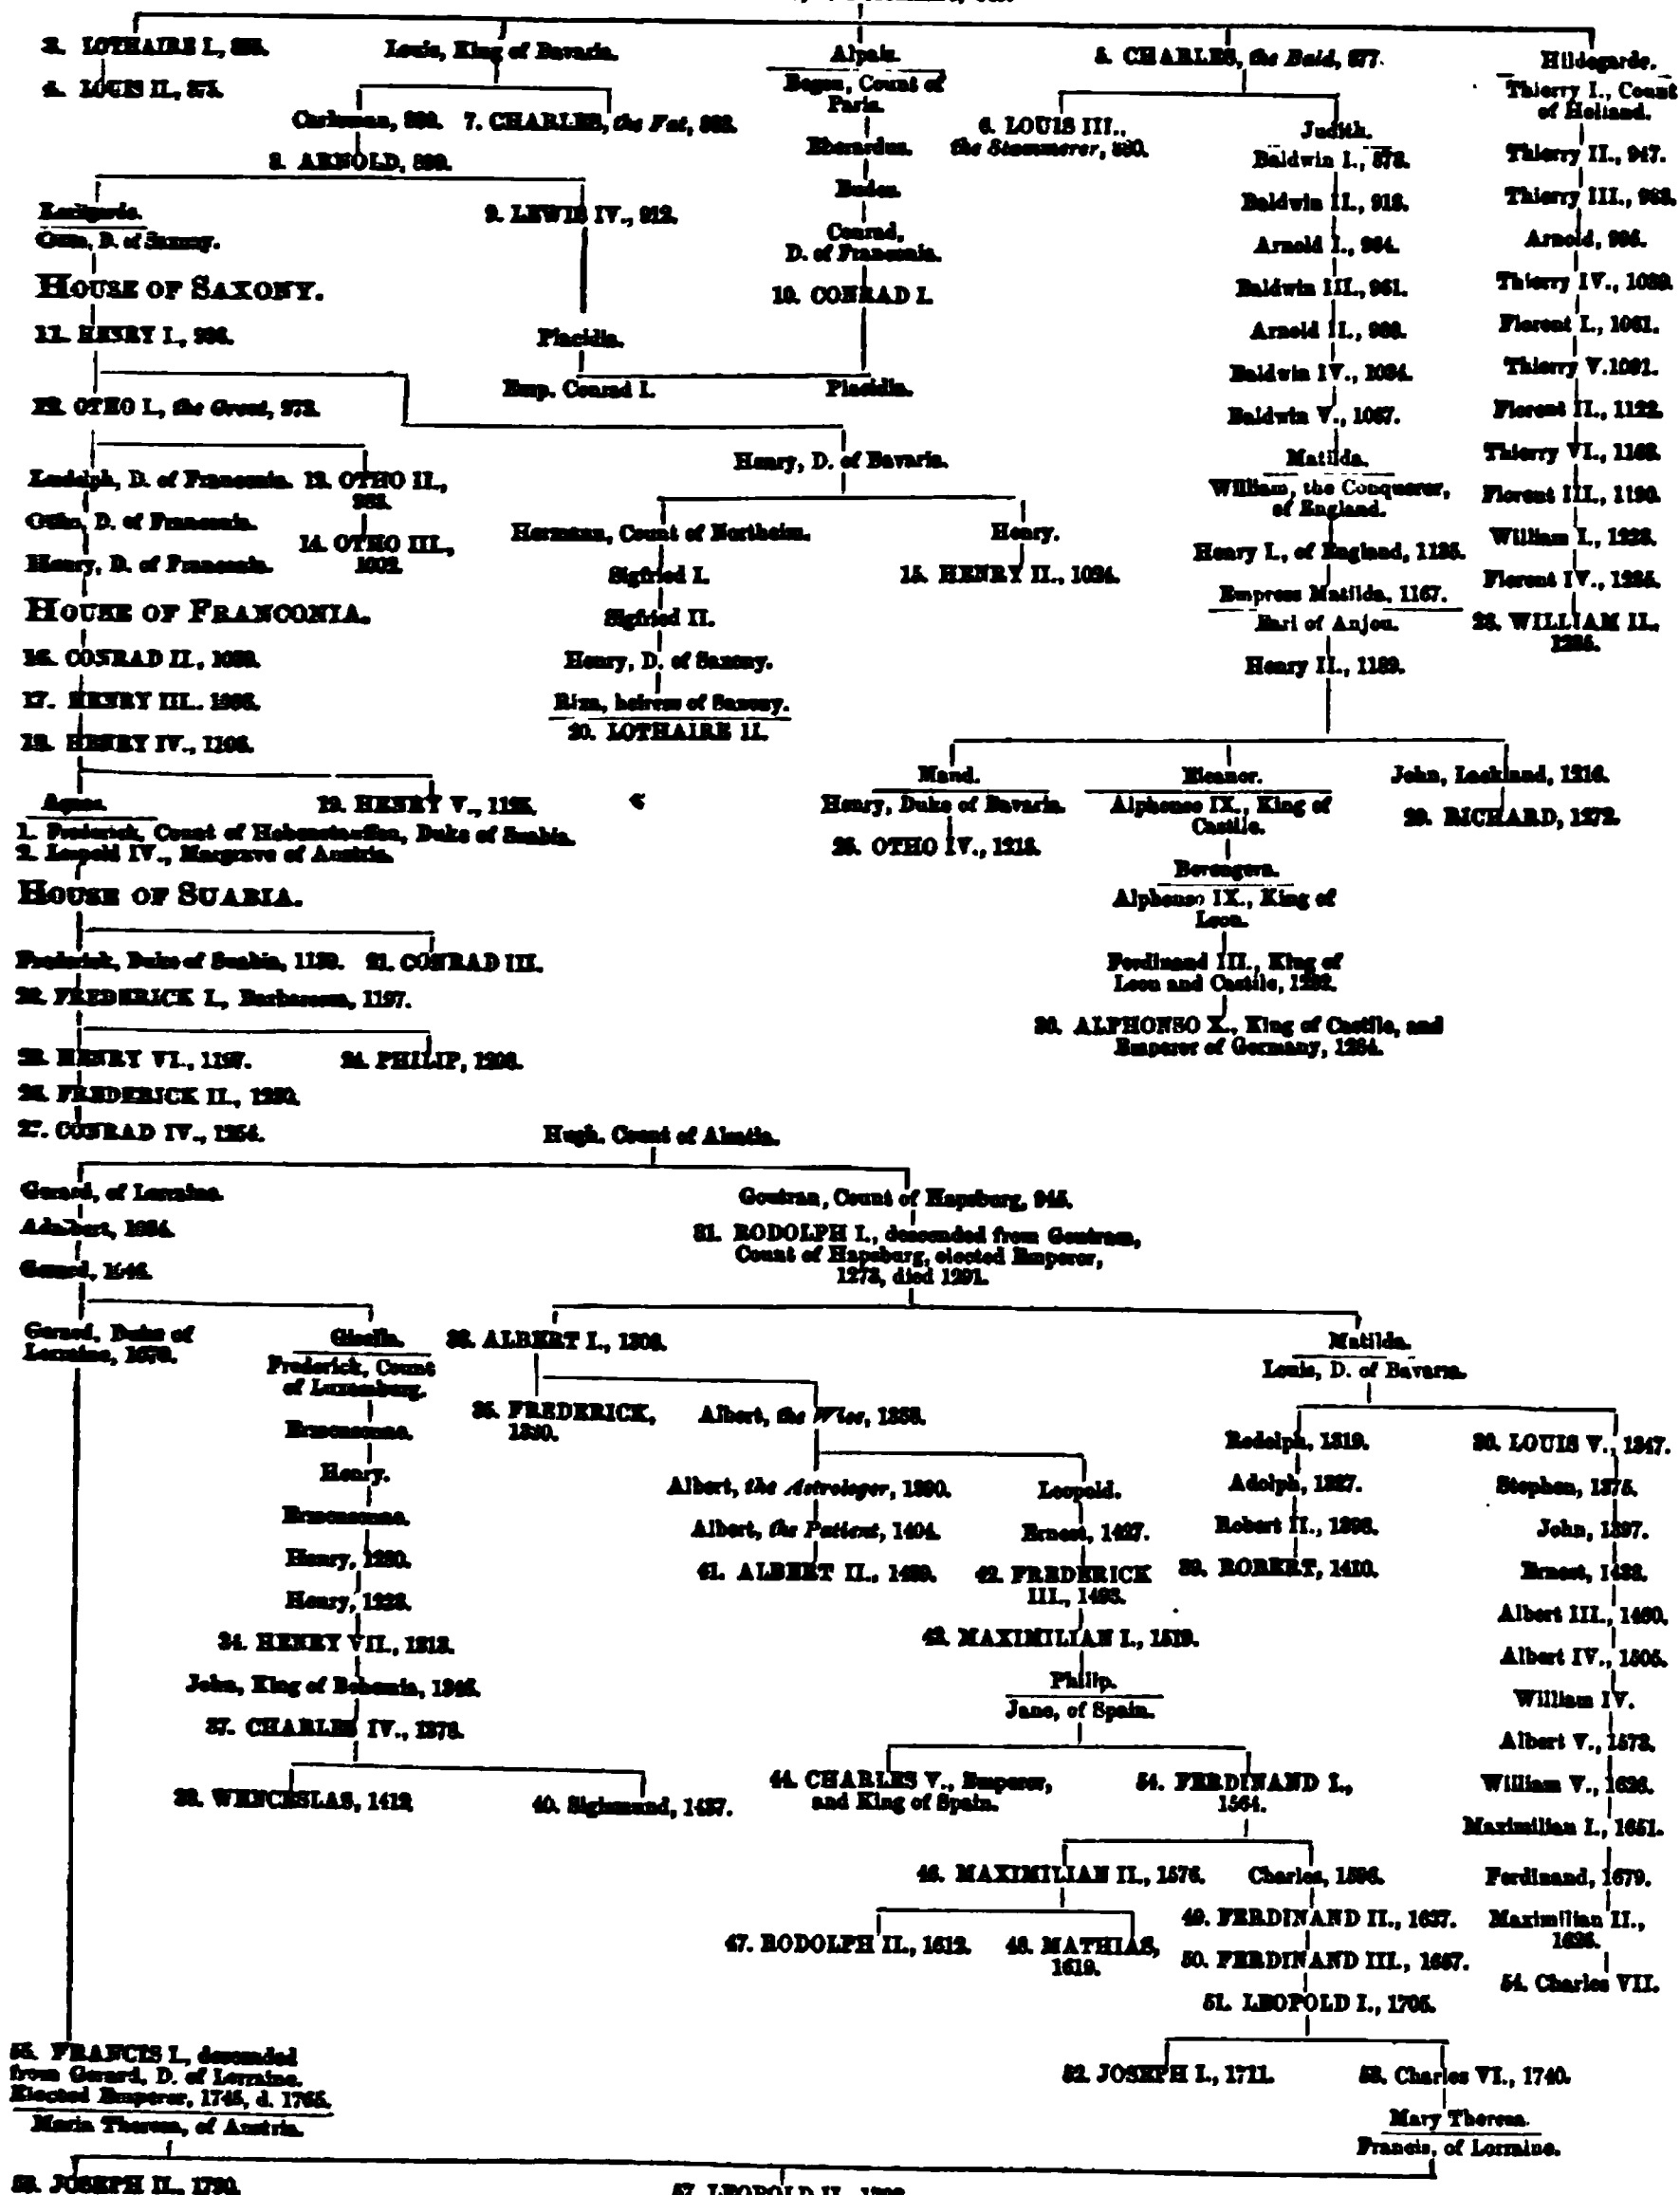 3. LOTHAIRE I., 855.
Louis, King of Bavaria.
Alpais.
5. CHARLES, the Bald, 877.
Hildegarde.
4. LOUIS II., 875.
Begon, Count of
Paris.
Thierry I., Count
of Holland.
Carloman, 880.
7. CHARLES, the Fat, 888.
6. LOUIS III.,
the Stammerer, 880.
Judith.
8. ARNOLD, 899.
Eberardus.
Baldwin I., 878.
Thierry II., 947.
Eudes.
Baldwin II., 918.
Thierry III., 988.
9. LEWIS IV., 912.
D. of Saxony.
Conrad,
D. of Franconia.
Arnold I., 964.
Arnold,
HOUSE OF SAXONY.
10. CONRAD I.
Baldwin III., 961.
Thierry IV., 1039.
11. HENRY I., 936.
Placidia.
Arnold II., 988.
Florent I., 1061.
Emp. Conrad I.
Placidia.
Baldwin IV., 1034.
Thierry V. 1091.
12. OTHO I., the Great, 973.
Baldwin V., 1067.
Florent II., 1122.
Henry, D. of Bavaria.
Matilda.
Thierry VI., 1163.
Ludolph, D. of Franconia.
13. OTHO II.,
983.
William, the Conquerer,
of England.
Florent III., 1190.
Otho, D. of Franconia.
14. OTHO III.,
1002.
Hermann, Count of Northeim.
Henry.
Henry I., of England, 1135.
William I., 1223.
Henry, D. of Franconia.
Sigfried I.
15. HENRY II., 1024.
Empress Matilda, 1167.
Florent IV., 1235.
HOUSE OF FRANCONIA.
Sigfried II.
Earl of Anjou.
28. WILLIAM II.,
16. CONRAD II., 1039.
Henry, D. of Saxony.
Henry II., 1189.
17. HENRY III.
Rixa, heiress of Saxony.
20. LOTHAIRE II.
18. HENRY IV., 1106.
Agnes.
19. HENRY V., 1125.
Maud.
Eleanor.
John, Lackland, 1216.
1. Frederick, Count of Hohenstauffen, Duke of Suabia.
2. Leopold IV., Margrave of Austria.
Henry, Duke of Bavaria.
Alphonso IX., King of
Castile.
29. RICHARD, 1272.
25. OTHO IV., 1218.
Berengera.
HOUSE OF SUABIA.
Alphonso IX., King of
Leon.
Frederick, Duke of Suabia, 1139.
21. CONRAD III.
Ferdinand III., King of
Leon and Castile,
22. FREDERICK I., Barbarossa, 1197.
30. ALPHONSO X., King of Castile, and
Emperor of Germany, 1284.
23. HENRY VI., 1197.
24. PHILIP, 1208.
26. FREDERICK II., 1250.
27. CONRAD IV., 1254.
Hugh. Count of Alsatia.
Gerard, of Lorraine.
Gontran, Count of Hapsburg, 945.
Adalbert,
31. RODOLPH I., descended from Gontram,
Count of Hapsburg, elected Emperor,
1273, died 1291.
Gerard, 1046.
Gerard, Duke of
Lorraine, 1070.
Gisella.
32. ALBERT I., 1308.
Matilda.
Frederick, Count
of Luxemburg.
Louis, D. of Bavaria.
35. FREDERICK,
1330.
Albert, the Wise, 1358.
Ermensonne.
Rodolph, 1319.
36. LOUIS V., 1347.
Henry.
Albert, the Astrologer, 1390.
Leopold.
Adolph, 1327.
Stephen, 1375.
Ermensonne.
Albert, the Patient, 1404.
Ernest, 1427.
Robert II., 1398.
John, 1397.
Henry, 1280.
41. ALBERT II., 1439.
42. FREDERICK
III., 1493.
39. ROBERT, 1410.
Ernest, 1438.
Henry, 1228.
Albert III., 1460.
34. HENRY VII., 1313.
43. MAXIMILIAN I., 1519.
Albert IV., 1505.
John, King of Bohemia, 1346.
Philip.
Jane, of Spain.
William IV.
37. CHARLES IV., 1378.
Albert V., 1573.
38. WENCESLAS, 1412
40. Sigismund, 1437.
44. CHARLES V., Emperor,
and King of Spain.
54. FERDINAND I.,
1564.
William V., 1626.
Maximilian I., 1651.
46. MAXIMILIAN II., 1576.
Charles, 1596.
Ferdinand, 1679.
47. RODOLPH II., 1612.
48. MATHIAS,
1619.
49. FERDINAND II., 1637.
Maximilian II.,
1626.
50. FERDINAND III., 1657.
54. Charles VII.
51. LEOPOLD I., 1705.
55. FRANCIS I., descended
from Gerard, D. of Lorraine.
Elected Emperor, 1745, d. 1765.
52. JOSEPH I., 1711.
53. Charles VI., 1740.
Maria Theresa, of Austria.
Mary Theresa.
Francis, of Lorraine.
JOSEPH II., 1790.
57. LEOPOLD II.,